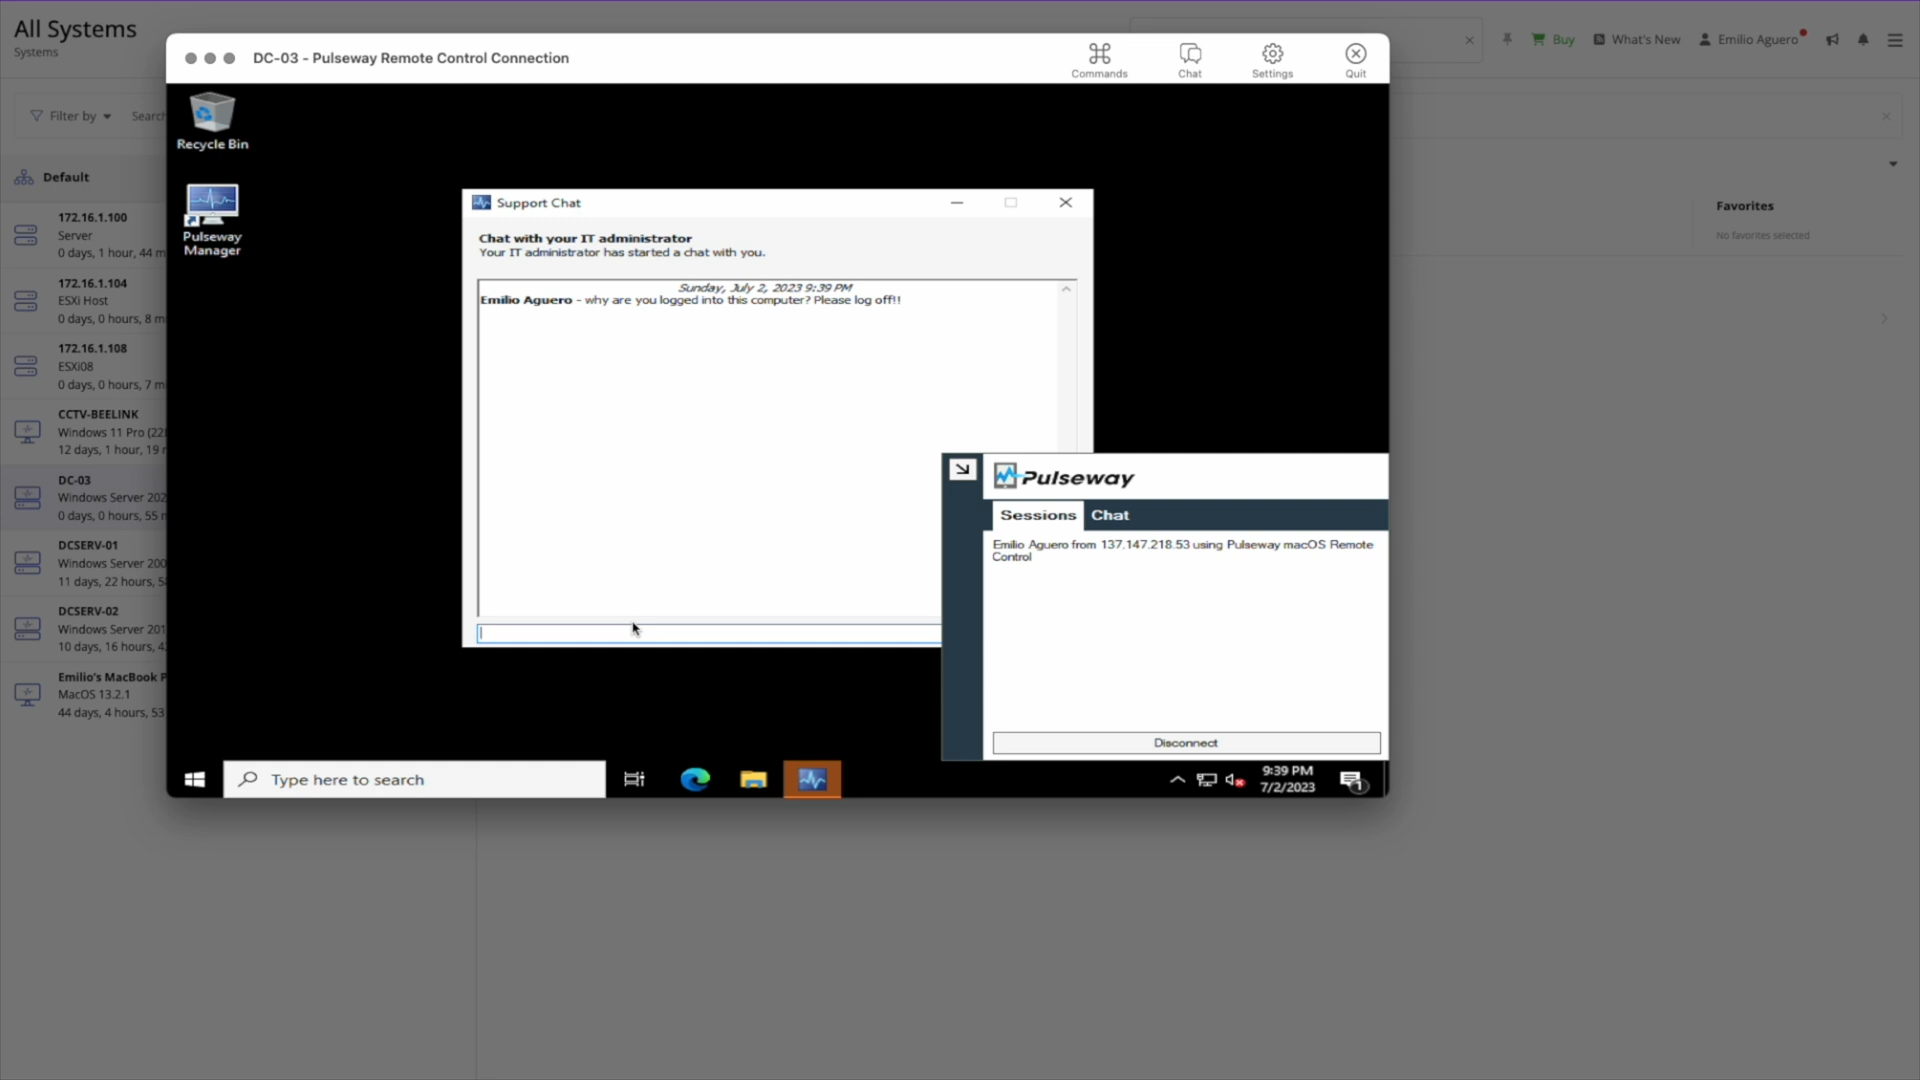 All Systems
Systems
Buy
What's New
Emilio Aguero
DC-03 - Pulseway Remote Control Connection
Commands
Chat
Settings
Quit
Filter by
Search
Default
172.16.1.100
Server
0 days, 1 hour, 44 m
172.16.1.104
ESXi Host
0 days, 0 hours, 8 m
172.16.1.108
ESXi08
0 days, 0 hours, 7 m
CCTV-BEELINK
Windows 11 Pro (22
12 days, 1 hour, 19
DC-03
Windows Server 202
0 days, 0 hours, 55
DCSERV-01
Windows Server 200
11 days, 22 hours, 5
DCSERV-02
Windows Server 201
10 days, 16 hours, 4
Emilio's MacBook P
MacOS 13.2.1
44 days, 4 hours, 53
Favorites
No favorites selected
Recycle Bin
Pulseway
Manager
Support Chat
Chat with your IT administrator
Your IT administrator has started a chat with you.
Sunday, July 2, 2023 9:39 PM
Emilio Aguero - why are you logged into this computer? Please log off!!
Pulseway
Sessions
Chat
Emilio Aguero from 137.147.218.53 using Pulseway macOS Remote
Control
Disconnect
Type here to search
9:39 PM
7/2/2023
1